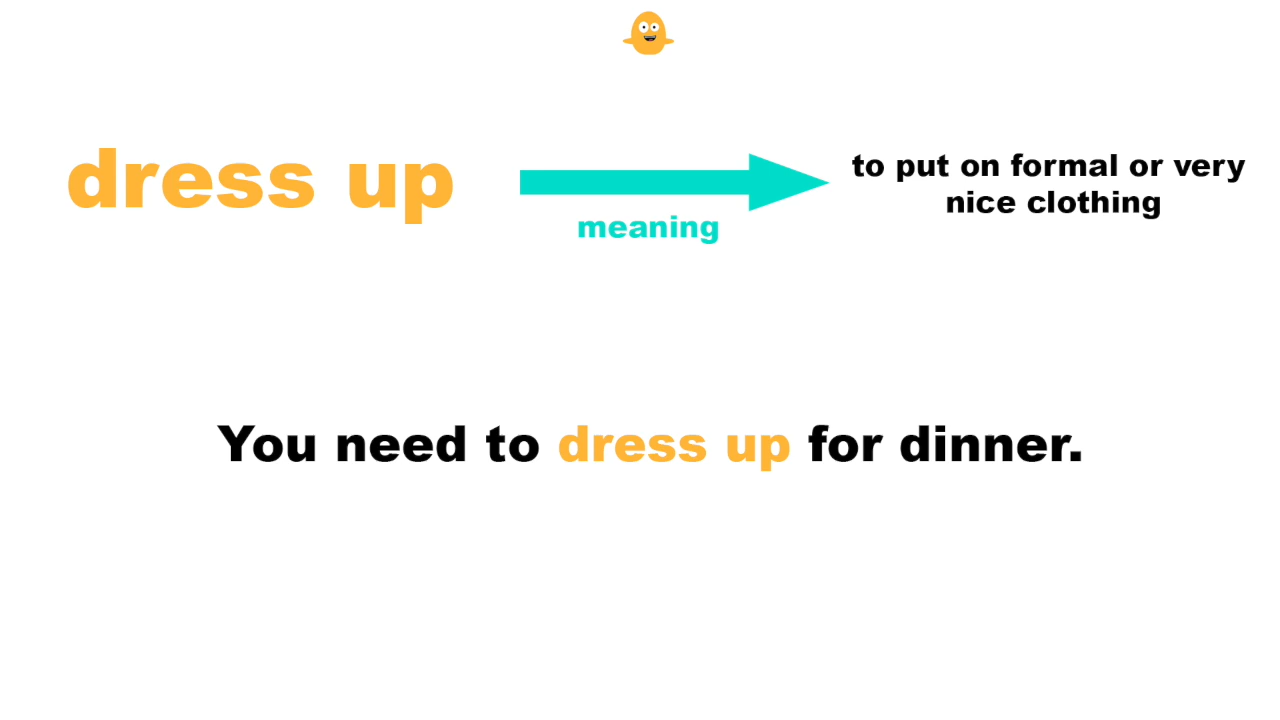 dress up
meaning
to put on formal or very
nice clothing
You need to dress up for dinner.